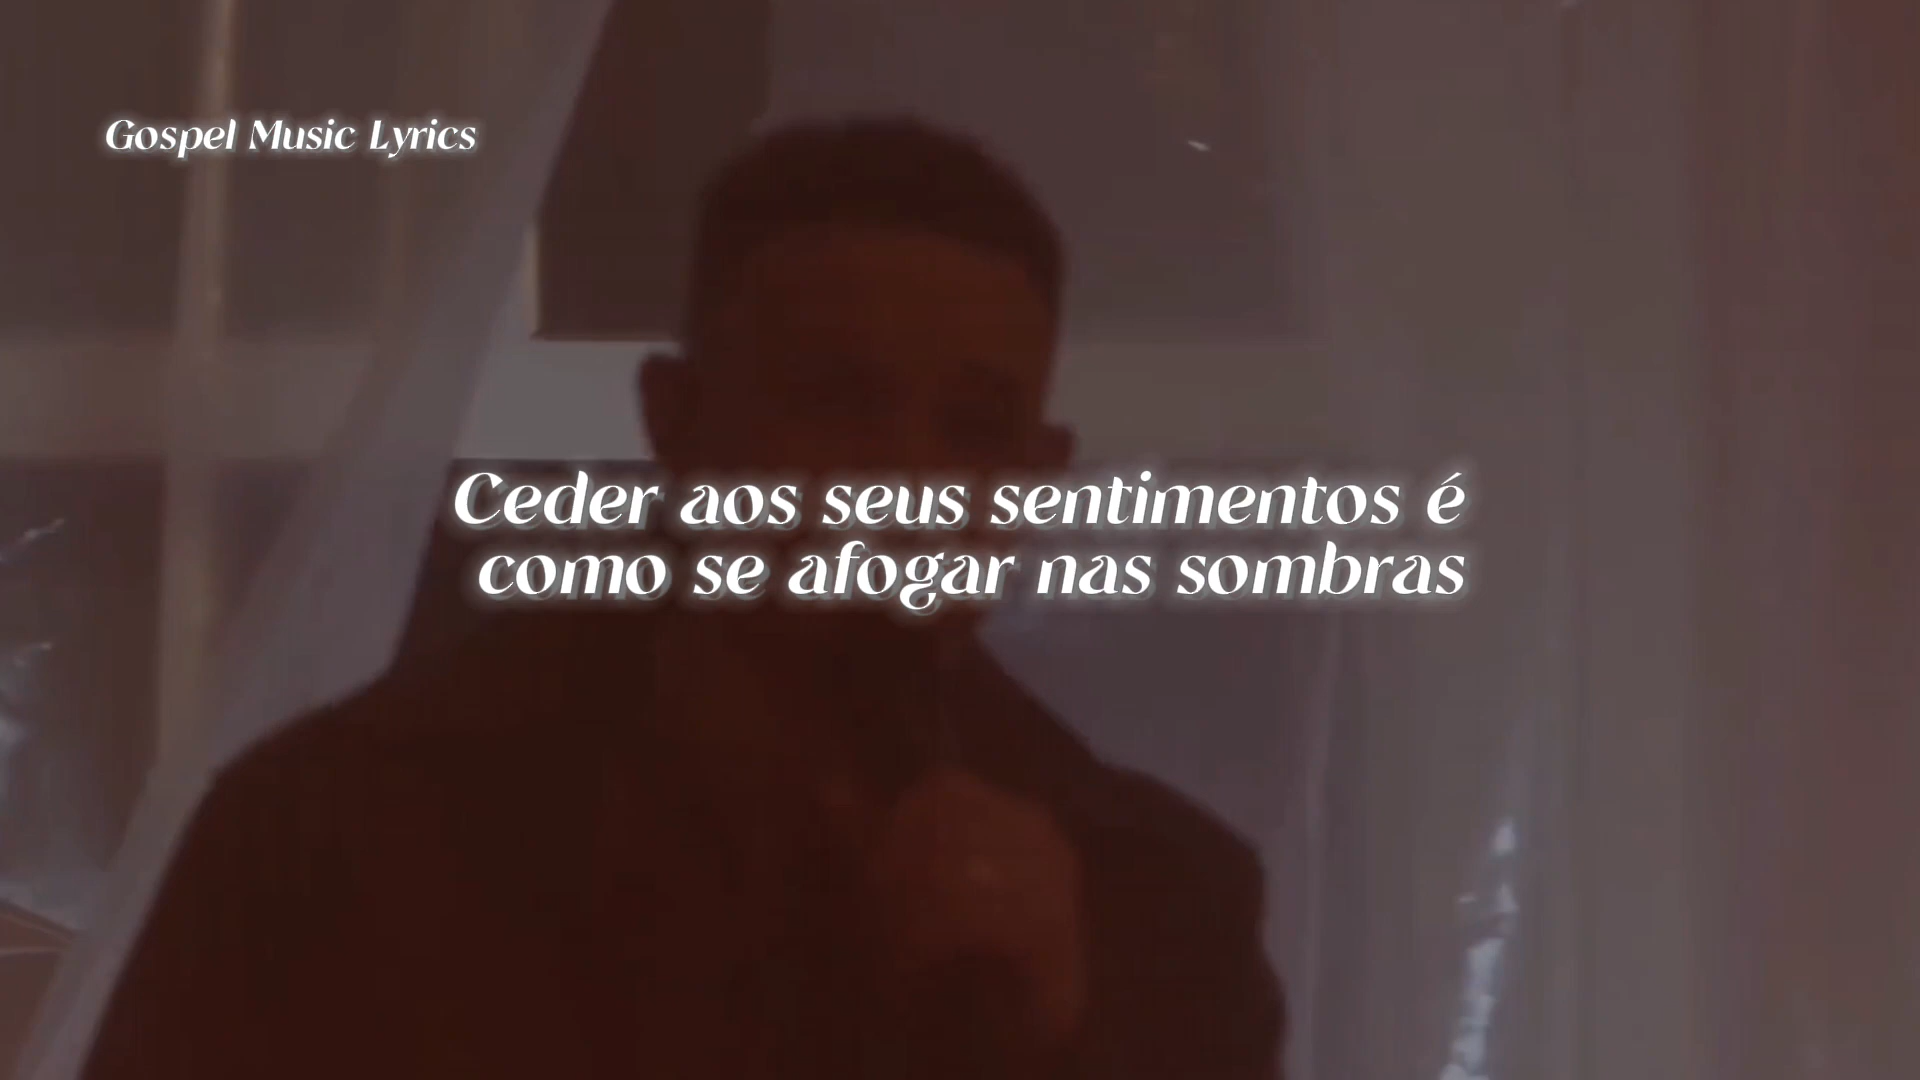 Gospel Music Lyrics
Ceder aos seus sentimentos é
como se afogar nas sombras